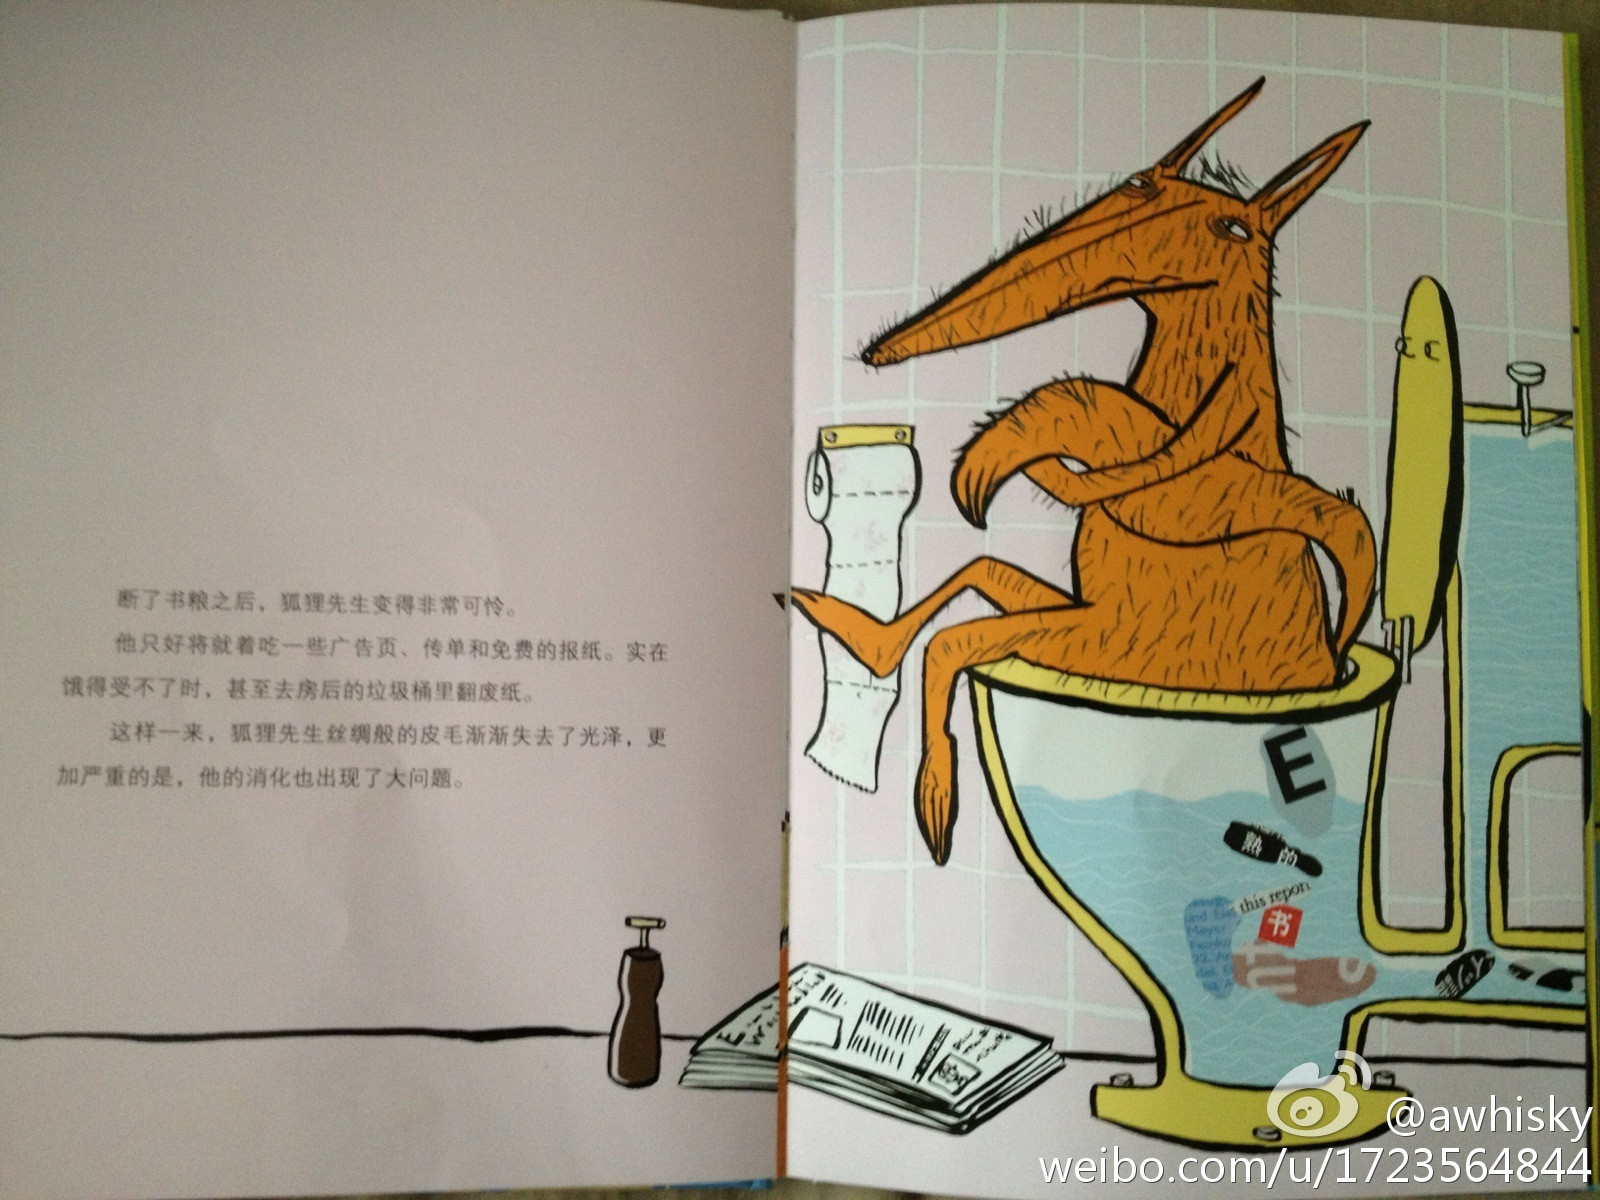 断了书粮之后，狐狸先生变得非常可怜。
他只好将就着吃一些广告页、传单和免费的报纸。实在
饿得受不了时，甚至去房后的垃圾桶里翻废纸。
这样一来，狐狸先生丝绸般的皮毛渐渐失去了光泽，更
加严重的是，他的消化也出现了大问题。
E
熟的
this report
书
@awhisky
weibo.com/u/1723564844